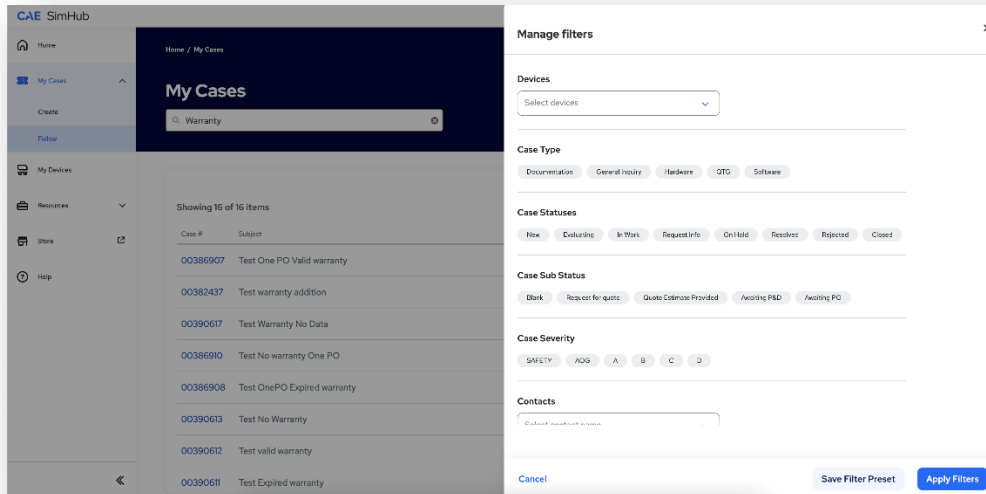 CAE SimHub
Home
My Cases
Create
Follow
My Devices
Resources
Store
Help
Home / My Cases
My Cases
Warranty
Showing 16 of 16 items
Case # Subject
00386907 Test One PO Valid warranty
00382437 Test warranty addition
00390617 Test Warranty No Data
00386910 Test No warranty One PO
00386908 Test OnePO Expired warranty
00390613 Test No Warranty
00390612 Test valid warranty
00390611 Test Expired warranty
Manage filters
Devices
Select devices
Case Type
Documentation General Inquiry Hardware QTG Software
Case Statuses
New Evaluating In Work Request Info On Hold Resolved Rejected Closed
Case Sub Status
Blank Request for quote Quote Estimate Provided Awaiting P&D Awaiting PO
Case Severity
SAFETY AOG A B C D
Contacts
Select contact name
Cancel Save Filter Preset Apply Filters